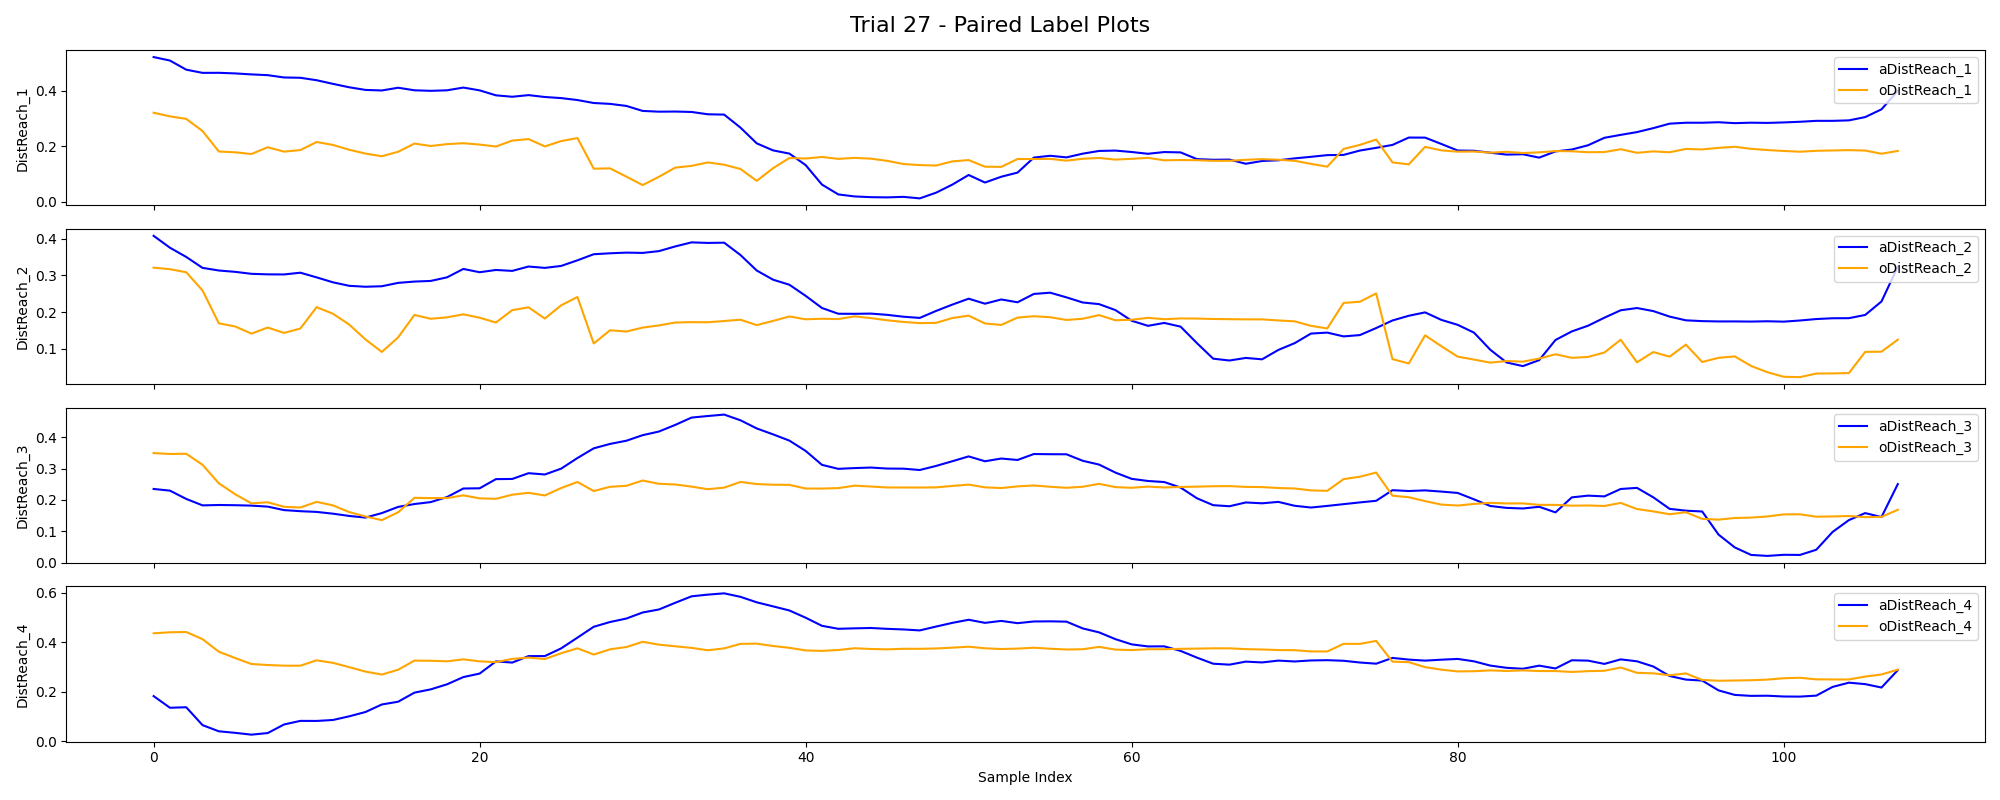 Trial 27 - Paired Label Plots
DistReach_1
0.4
0.2
0.0
aDistReach_1
oDistReach_1
DistReach_2
0.4
0.3
0.2
0.1
aDistReach_2
oDistReach_2
DistReach_3
0.4
0.3
0.2
0.1
0.0
aDistReach_3
oDistReach_3
DistReach_4
0.6
0.4
0.2
0.0
aDistReach_4
oDistReach_4
0 20 40 60 80 100
Sample Index